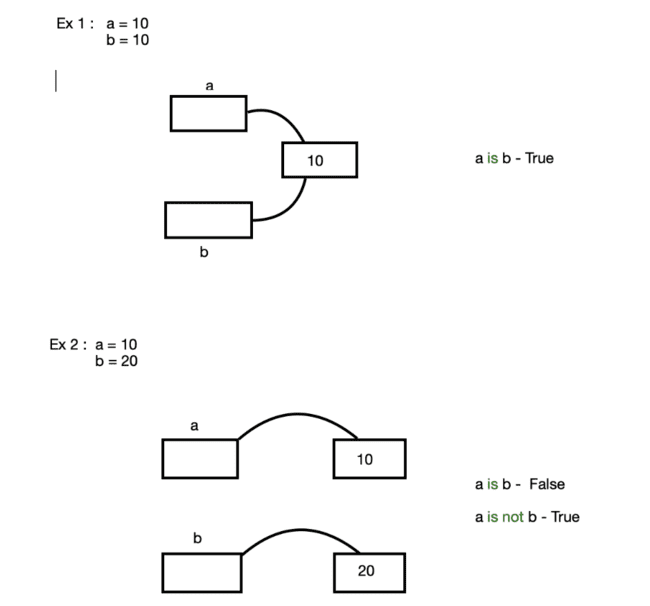 Ex 1 : a = 10
b = 10
a
10
a is b - True
b
Ex 2 : a = 10
b = 20
a
10
a is b - False
a is not b - True
b
20